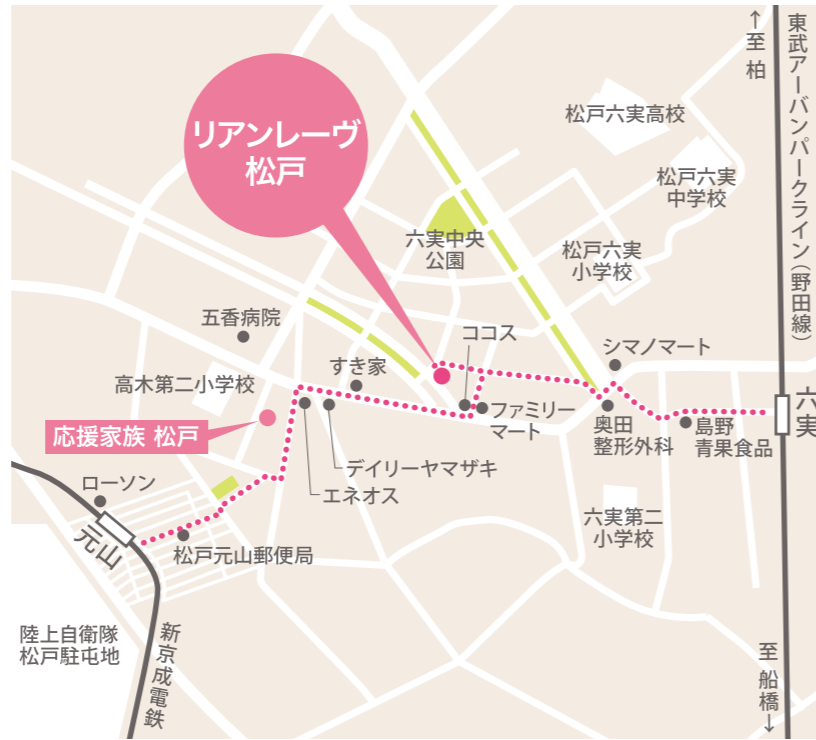 ↑至 柏
東武アーバンパークライン(野田線)
松戸六実高校
リアンレーヴ
松戸
松戸六実
中学校
六実中央
公園
松戸六実
小学校
五香病院
ココス
シマノマート
すき家
高木第二小学校
六実
ファミリー
マート
奥田
整形外科
島野
青果食品
応援家族 松戸
デイリーヤマザキ
エネオス
ローソン
元山
六実第二
小学校
松戸元山郵便局
陸上自衛隊
松戸駐屯地
新京成電鉄
至 船橋↓